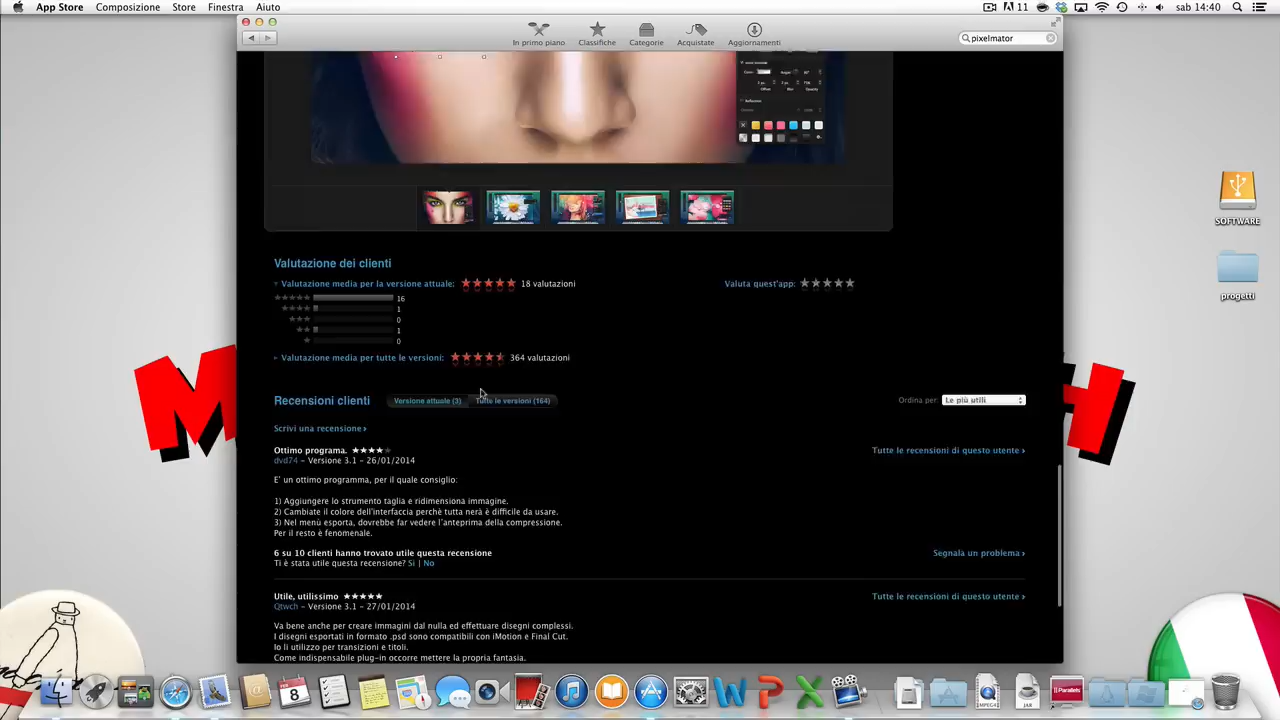 App Store Composizione Store Finestra Aiuto
11 sab 14:40
In primo piano Classifiche Categorie Acquistate Aggiornamenti
pixelmator
SOFTWARE
progetti
Valutazione dei clienti
Valutazione media per la versione attuale: 18 valutazioni
Valuta quest'app:
16
1
0
1
0
Valutazione media per tutte le versioni: 364 valutazioni
Recensioni clienti Versione attuale (3) Tutte le versioni (164)
Ordina per: Le più utili
Scrivi una recensione ›
Ottimo programa.
Tutte le recensioni di questo utente ›
dvd74 – Versione 3.1 - 26/01/2014
E' un ottimo programma, per il quale consiglio:
1) Aggiungere lo strumento taglia e ridimensiona immagine.
2) Cambiate il colore dell'interfaccia perchè tutta nerà è difficile da usare.
3) Nel menù esporta, dovrebbe far vedere l'anteprima della compressione.
Per il resto è fenomenale.
6 su 10 clienti hanno trovato utile questa recensione
Segnala un problema ›
Ti è stata utile questa recensione? Sì | No
Utile, utilissimo
Tutte le recensioni di questo utente ›
Qtwch – Versione 3.1 - 27/01/2014
Va bene anche per creare immagini dal nulla ed effettuare disegni complessi.
I disegni esportati in formato .psd sono compatibili con iMotion e Final Cut.
Io li utilizzo per transizioni e titoli.
Come indispensabile plug-in occorre mettere la propria fantasia.
M H
8